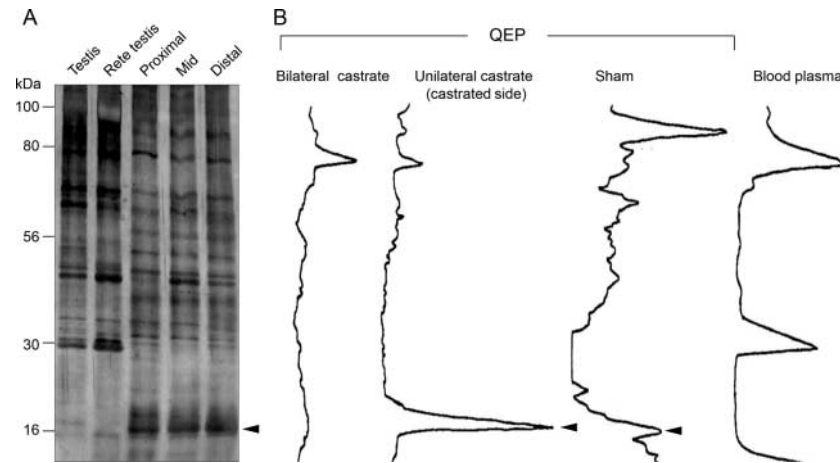 A
B
QEP
Testis
Rete testis
Proximal
Mid
Distal
Bilateral castrate
Unilateral castrate
(castrated side)
Sham
Blood plasma
kDa
100
80
56
30
16